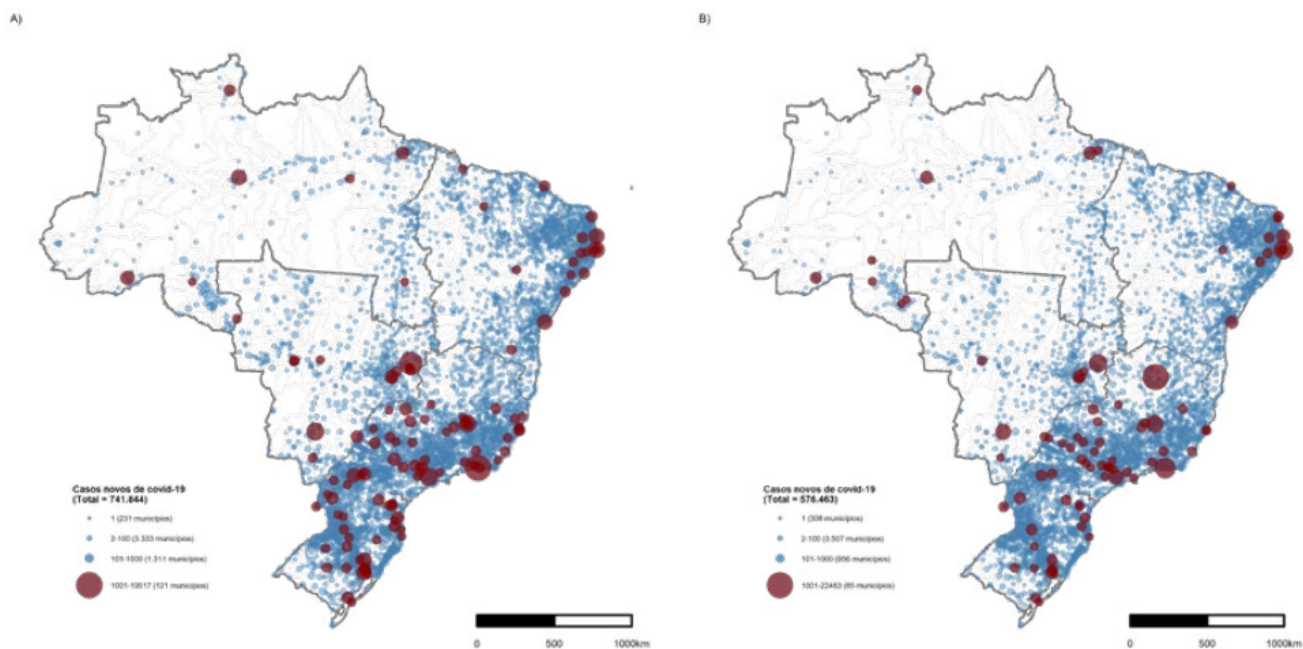 A)
B)
Casos novos de covid-19
(Total = 741.844)
1 (231 municípios)
2-100 (3.333 municípios)
101-1000 (1.311 municípios)
1001-19517 (121 municípios)
0 500 1000km
Casos novos de covid-19
(Total = 576.463)
1 (306 municípios)
2-100 (3.507 municípios)
101-1000 (956 municípios)
1001-22483 (85 municípios)
0 500 1000km